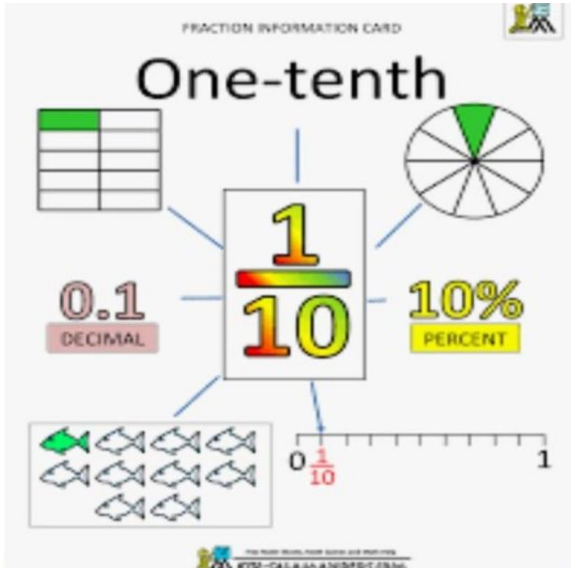 FRACTION INFORMATION CARD
One-tenth
1
10
0.1
DECIMAL
10%
PERCENT
0
1
10
1